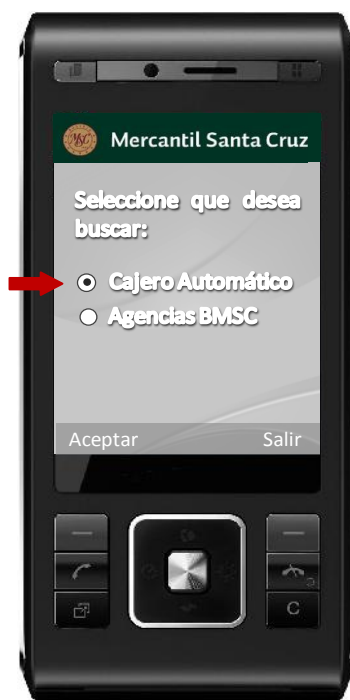 Mercantil Santa Cruz
Seleccione que desea
buscar:
Cajero Automático
Agencias BMSC
Aceptar Salir
C